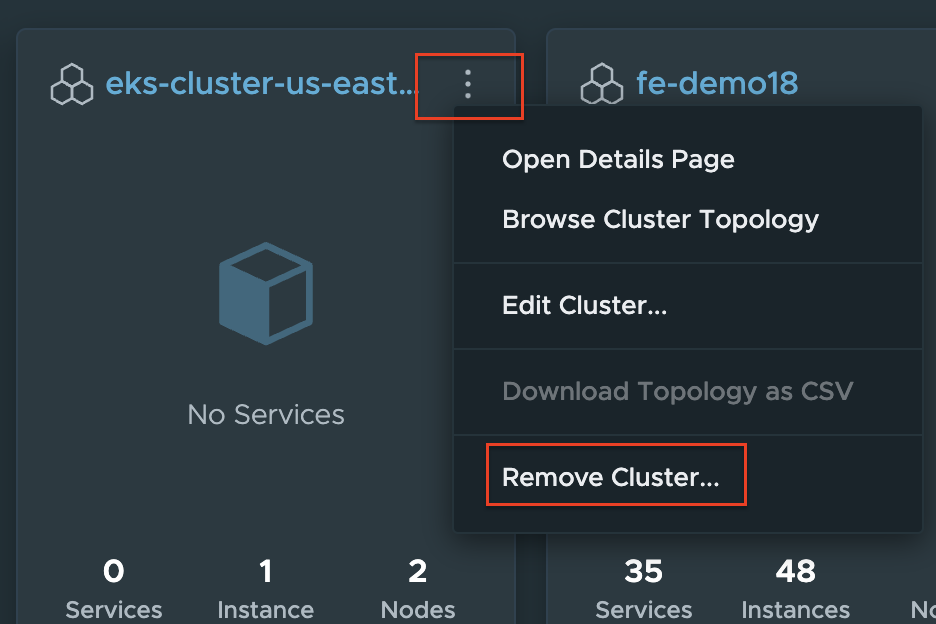 eks-cluster-us-east...
fe-demo18
Open Details Page
Browse Cluster Topology
Edit Cluster...
Download Topology as CSV
Remove Cluster...
No Services
0 1 2
Services Instance Nodes
35 48
Services Instances No